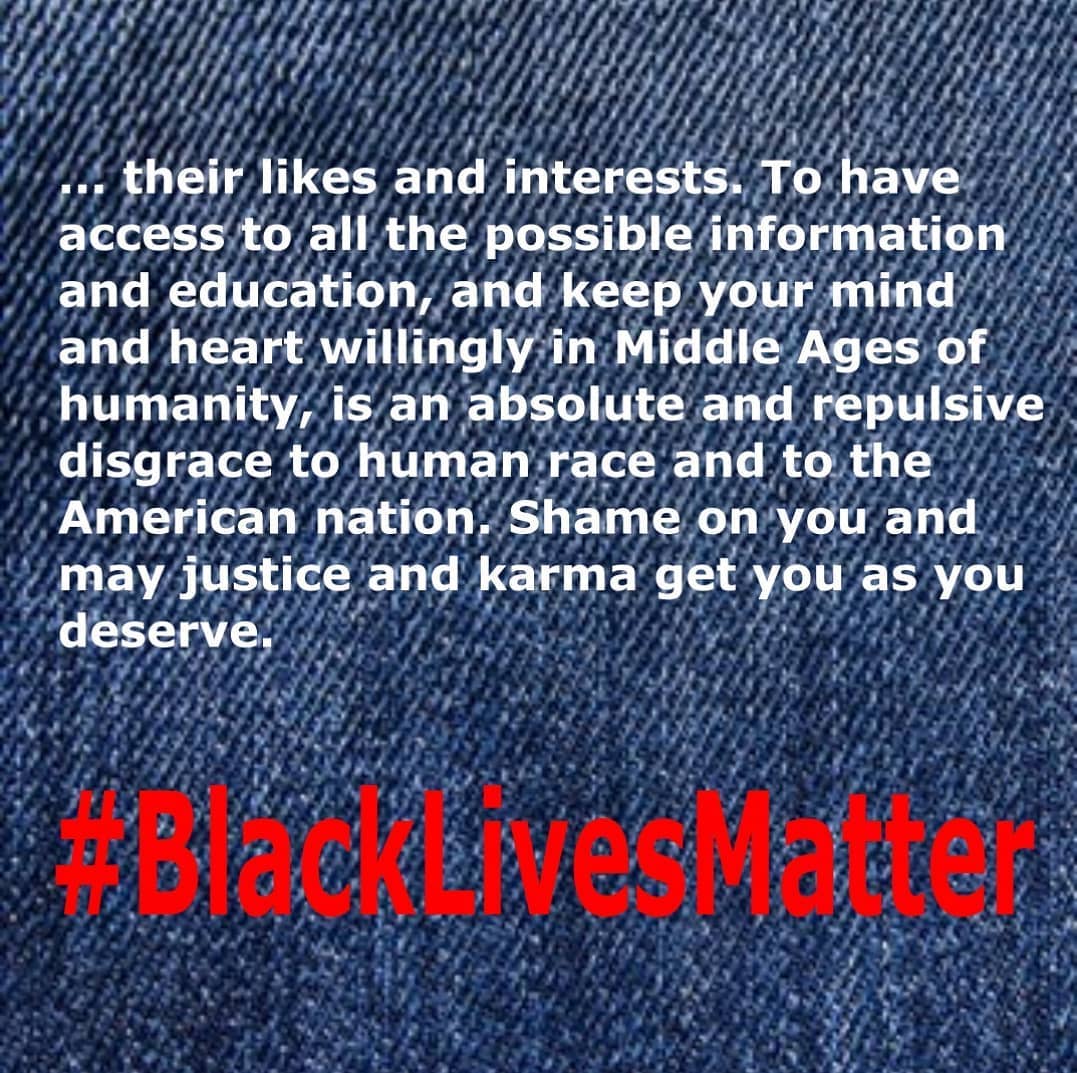 ... their likes and interests. To have
access to all the possible information
and education, and keep your mind
and heart willingly in Middle Ages of
humanity, is an absolute and repulsive
disgrace to human race and to the
American nation. Shame on you and
may justice and karma get you as you
deserve.
#BlackLivesMatter